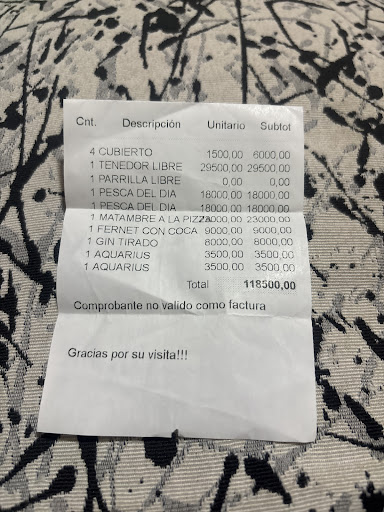 Cnt. Descripción Unitario Subtot
4 CUBIERTO 1500,00 6000,00
1 TENEDOR LIBRE 29500,00 29500,00
1 PARRILLA LIBRE 0,00 0,00
1 PESCA DEL DIA 18000,00 18000,00
1 PESCA DEL DIA 18000,00 18000,00
1 MATAMBRE A LA PIZZA 23000,00 23000,00
1 FERNET CON COCA 9000,00 9000,00
1 GIN TIRADO 8000,00 8000,00
1 AQUARIUS 3500,00 3500,00
1 AQUARIUS 3500,00 3500,00
Total 118500,00
Comprobante no valido como factura
Gracias por su visita!!!